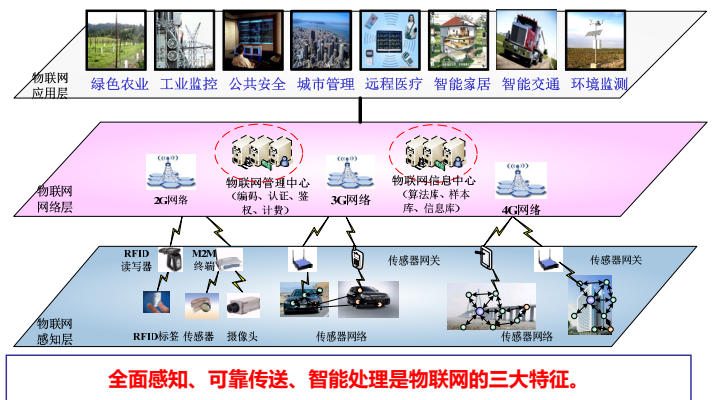 物联网
应用层
绿色农业 工业监控 公共安全 城市管理 远程医疗 智能家居 智能交通 环境监测
物联网
网络层
2G网络
物联网管理中心
（编码、认证、鉴
权、计费）
3G网络
物联网信息中心
（算法库、样本
库、信息库）
4G网络
物联网
感知层
RFID
读写器
M2M
终端
传感器网关
传感器网关
RFID标签 传感器 摄像头
传感器网络
传感器网络
全面感知、可靠传送、智能处理是物联网的三大特征。